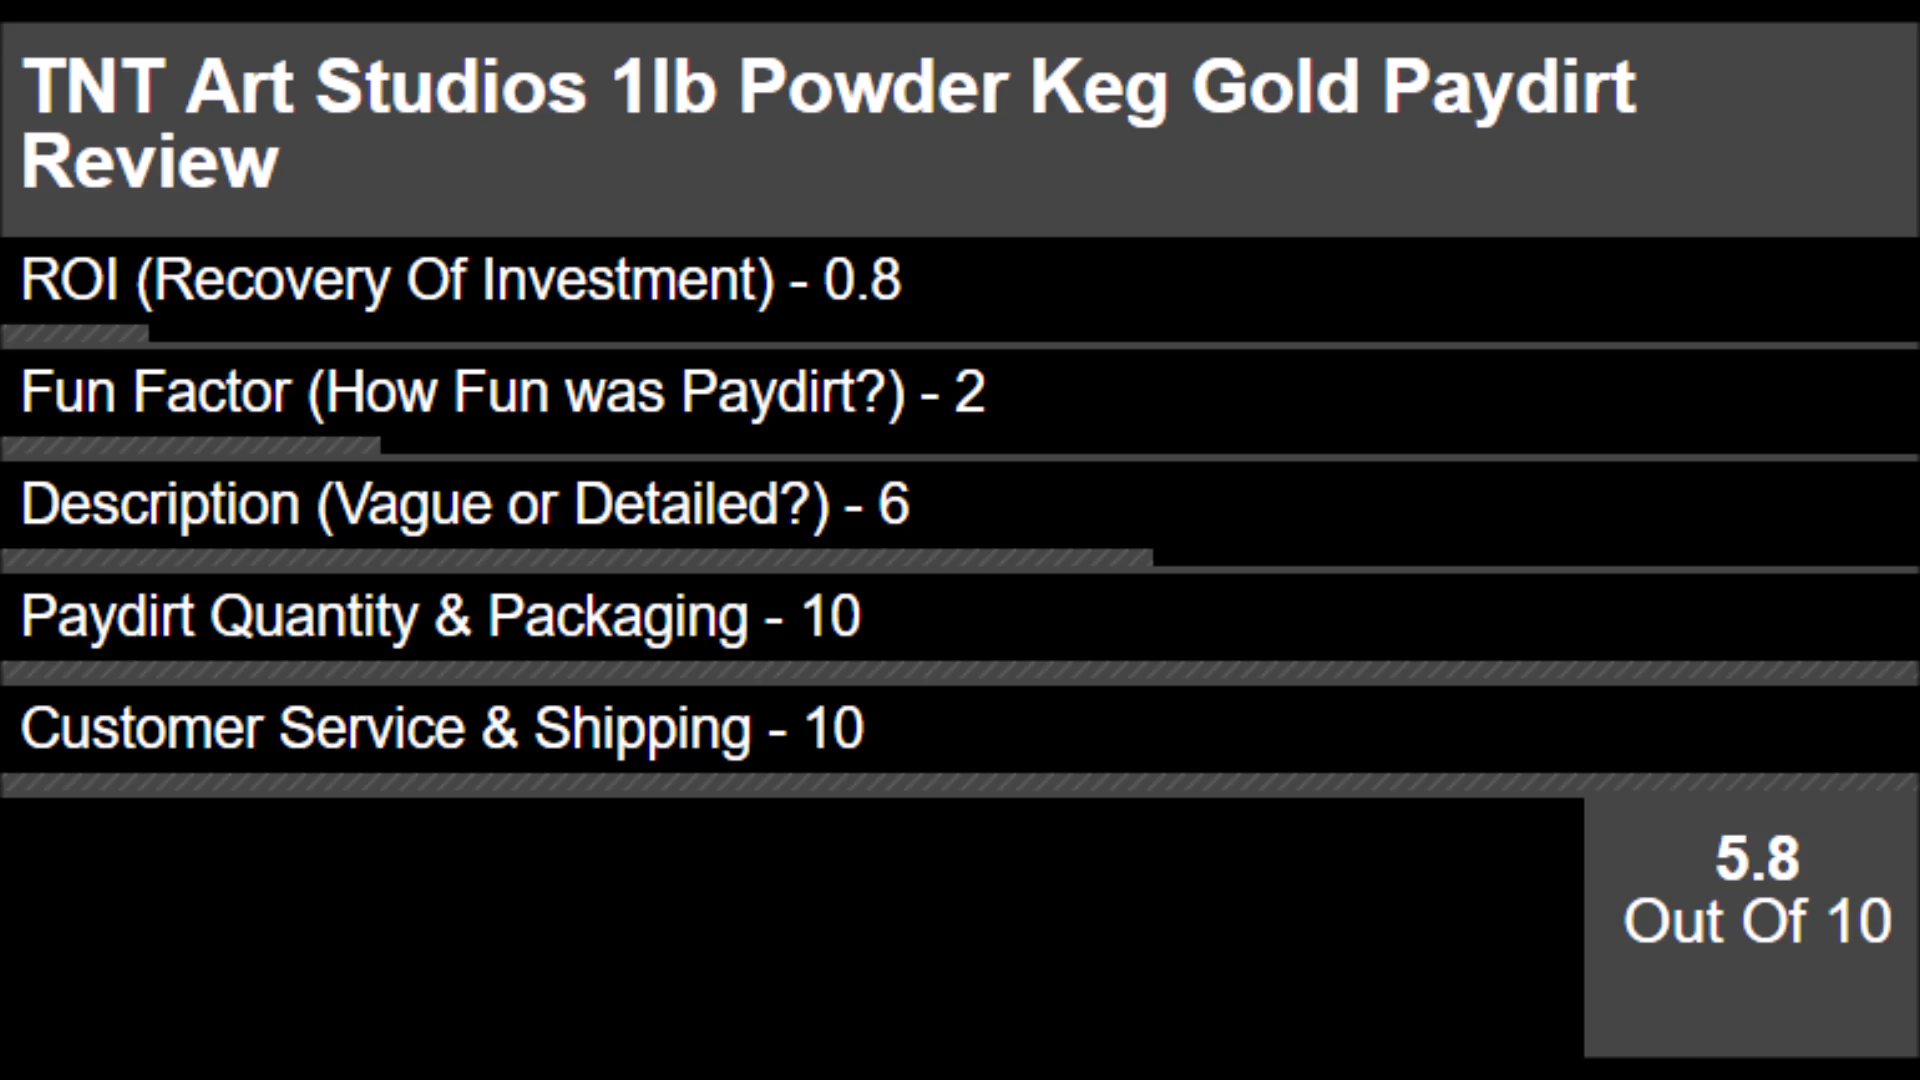 TNT Art Studios 1lb Powder Keg Gold Paydirt
Review
ROI (Recovery Of Investment) - 0.8
Fun Factor (How Fun was Paydirt?) - 2
Description (Vague or Detailed?) - 6
Paydirt Quantity & Packaging - 10
Customer Service & Shipping - 10
5.8
Out Of 10